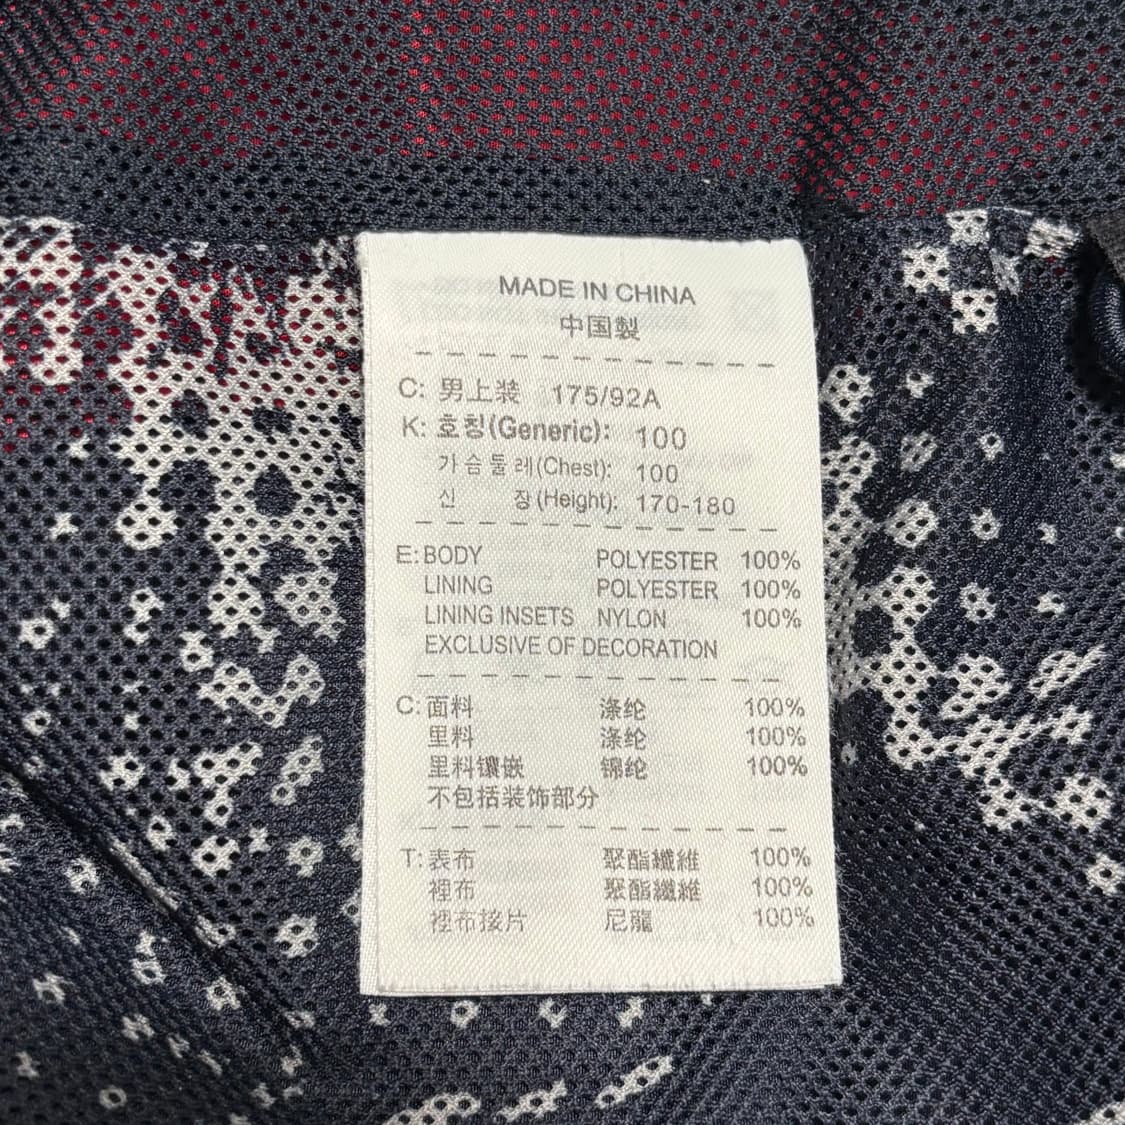 MADE IN CHINA
中国製
C: 男上装 175/92A
K: 호칭(Generic): 100
가슴둘레(Chest): 100
신 장(Height): 170-180
E: BODY POLYESTER 100%
LINING POLYESTER 100%
LINING INSETS NYLON 100%
EXCLUSIVE OF DECORATION
C: 面料 涤纶 100%
里料 涤纶 100%
里料镶嵌 锦纶 100%
不包括装饰部分
T: 表布 聚酯纖維 100%
裡布 聚酯纖維 100%
裡布接片 尼龍 100%